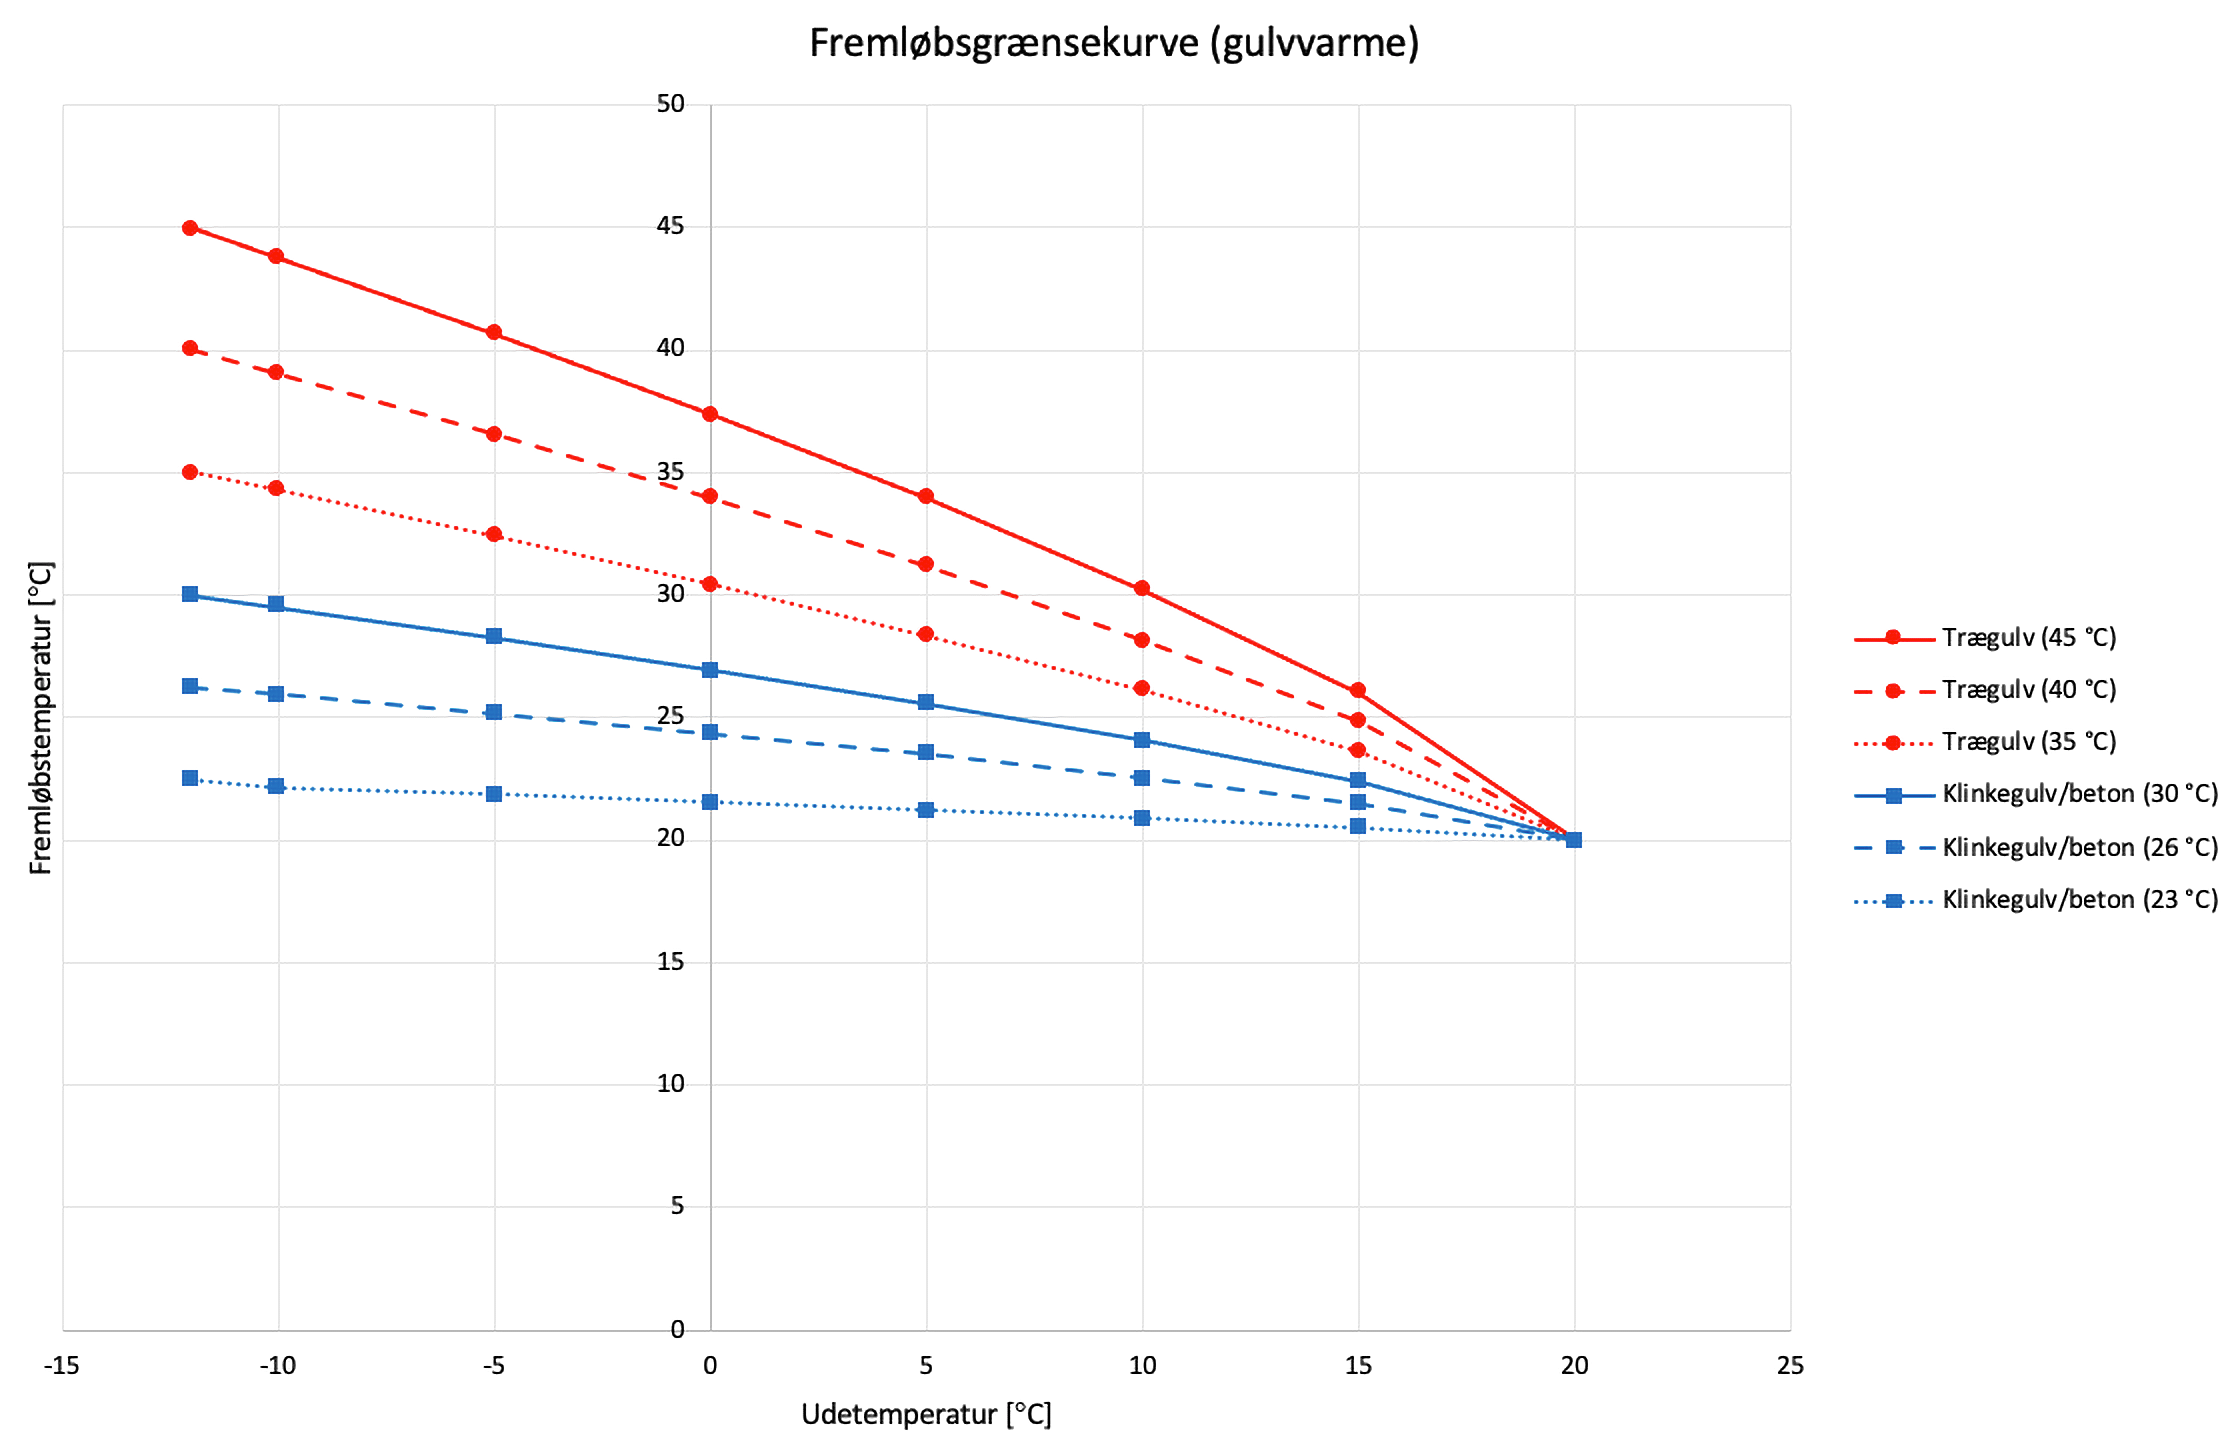 Fremløbsgrænsekurve (gulvvarme)
50
45
40
35
30
25
20
15
10
5
0
-15 -10 -5 0 5 10 15 20 25
Fremløbstemperatur [°C]
Udetemperatur [°C]
Trægulv (45 °C)
Trægulv (40 °C)
Trægulv (35 °C)
Klinkegulv/beton (30 °C)
Klinkegulv/beton (26 °C)
Klinkegulv/beton (23 °C)